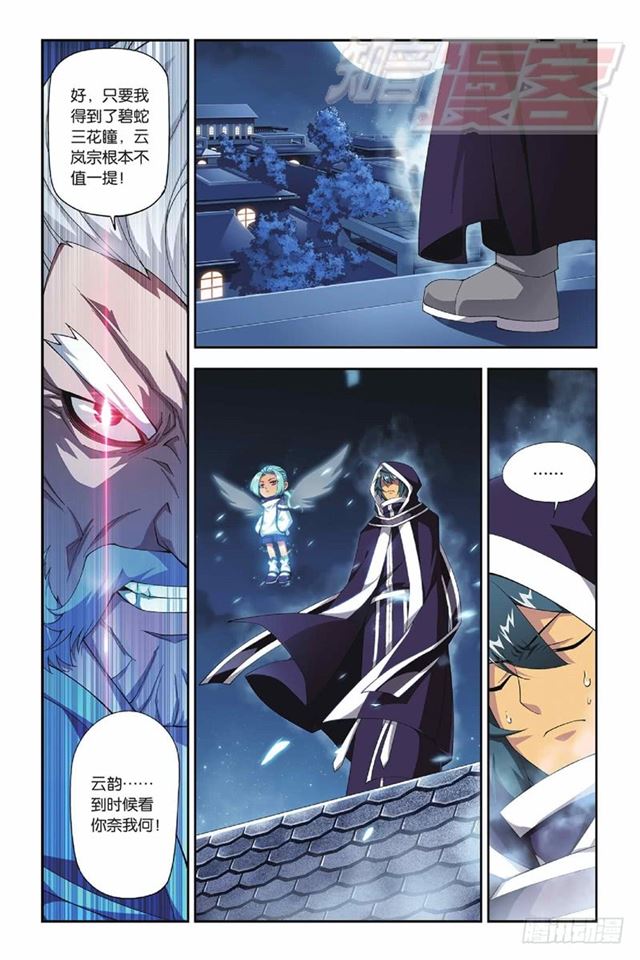 好，只要我
得到了碧蛇
三花瞳，云
岚宗根本不
值一提！
知音漫客
……
云韵……
到时候看
你奈我何！
腾讯动漫